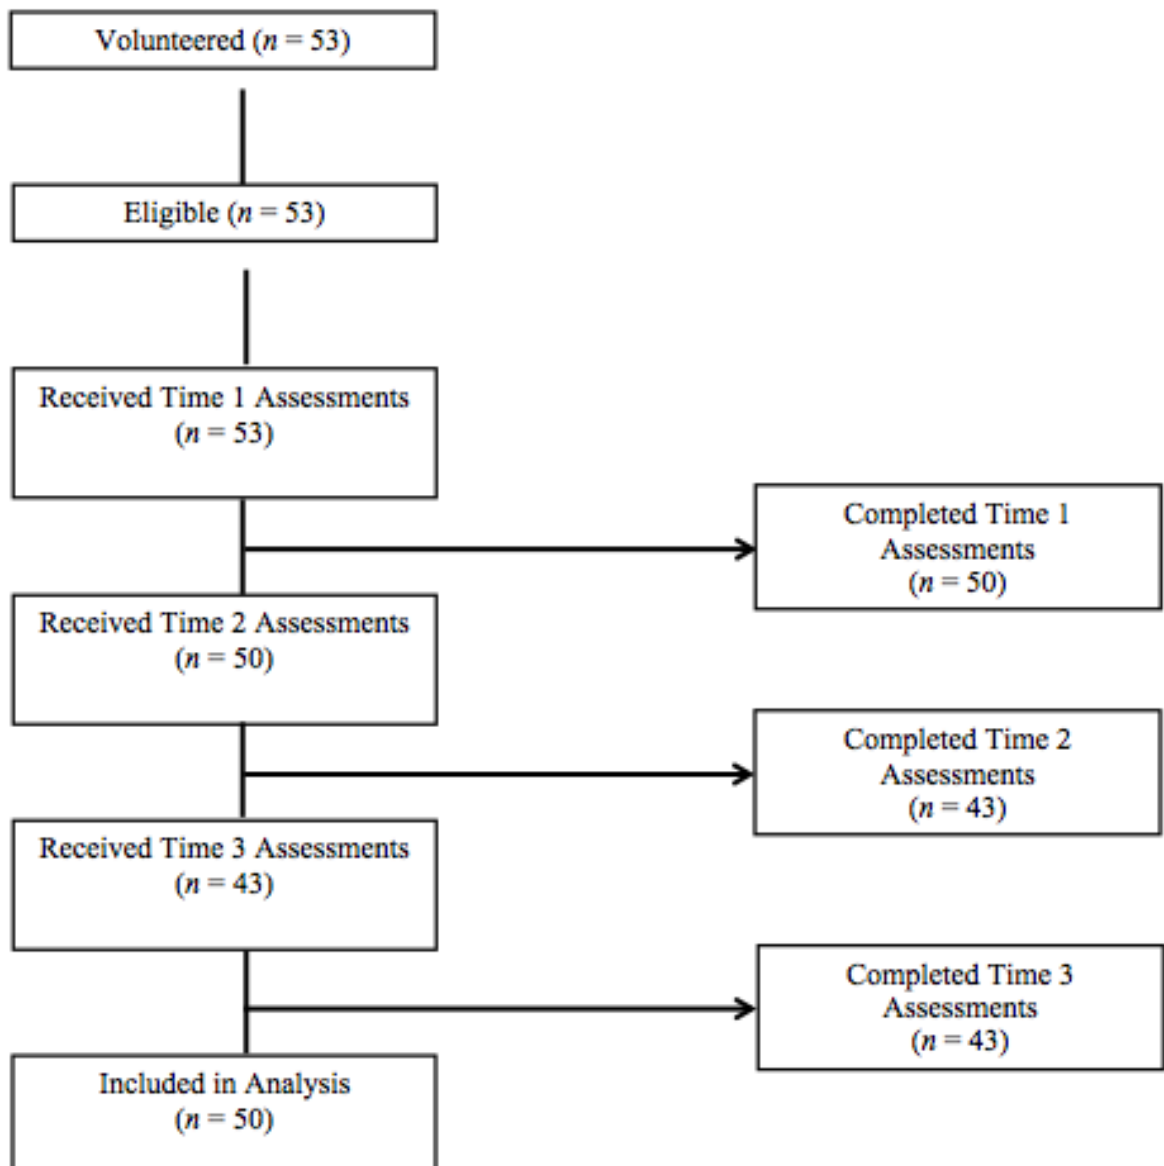 Volunteered (n = 53)
Eligible (n = 53)
Received Time 1 Assessments
(n = 53)
Completed Time 1
Assessments
(n = 50)
Received Time 2 Assessments
(n = 50)
Completed Time 2
Assessments
(n = 43)
Received Time 3 Assessments
(n = 43)
Completed Time 3
Assessments
(n = 43)
Included in Analysis
(n = 50)